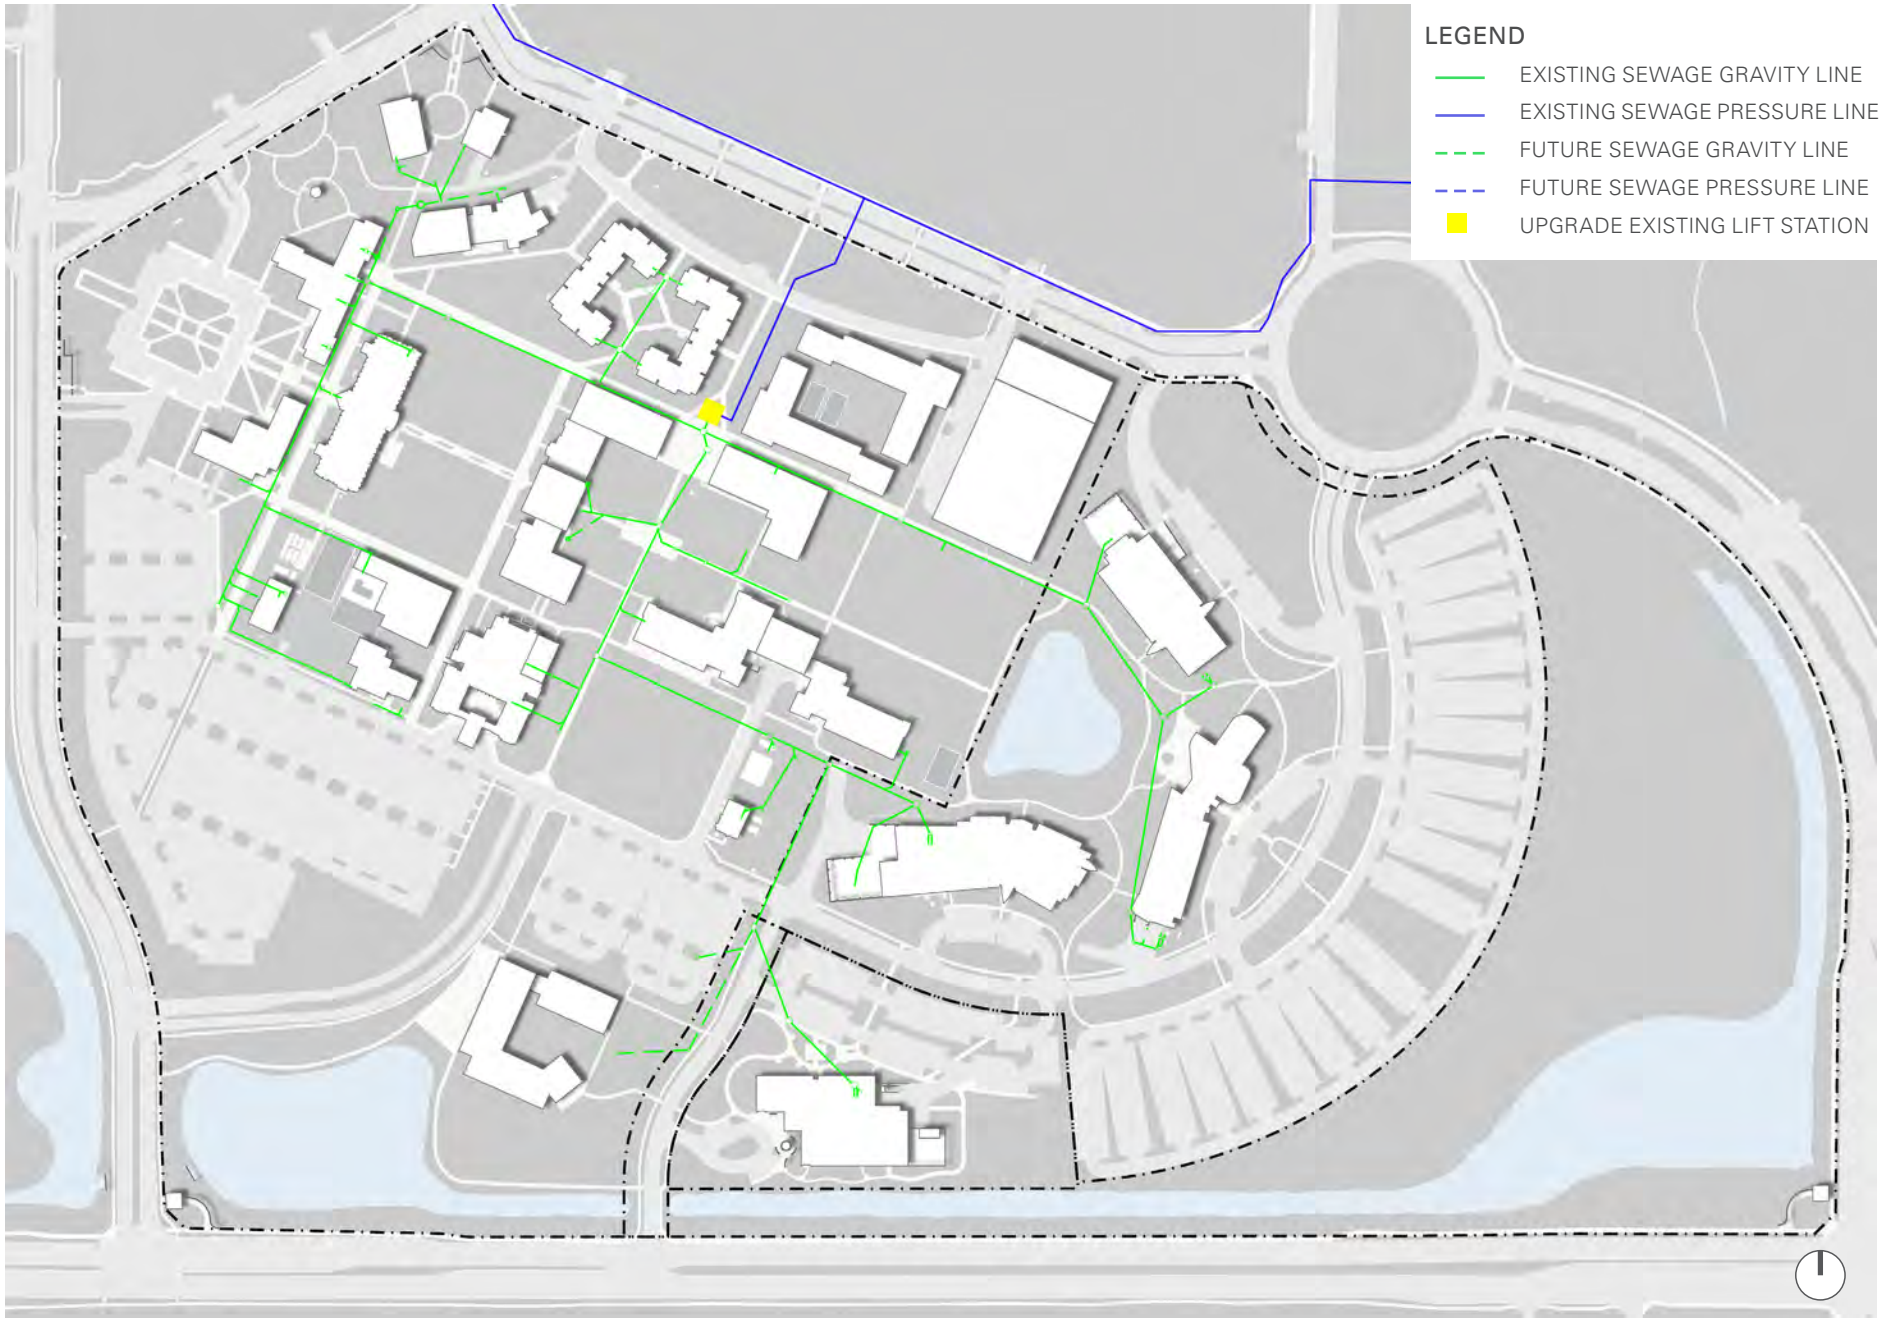 LEGEND
EXISTING SEWAGE GRAVITY LINE
EXISTING SEWAGE PRESSURE LINE
FUTURE SEWAGE GRAVITY LINE
FUTURE SEWAGE PRESSURE LINE
UPGRADE EXISTING LIFT STATION